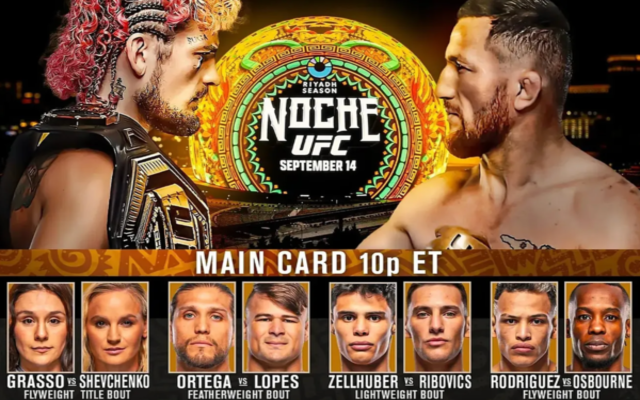 RIYADH
SEASON
NOCHE
UFC
SEPTEMBER 14
MAIN CARD 10p ET
GRASSO VS SHEVCHENKO
FLYWEIGHT TITLE BOUT
ORTEGA VS LOPES
FEATHERWEIGHT BOUT
ZELLHUBER VS RIBOVICS
LIGHTWEIGHT BOUT
RODRIGUEZ VS OSBOURNE
FLYWEIGHT BOUT